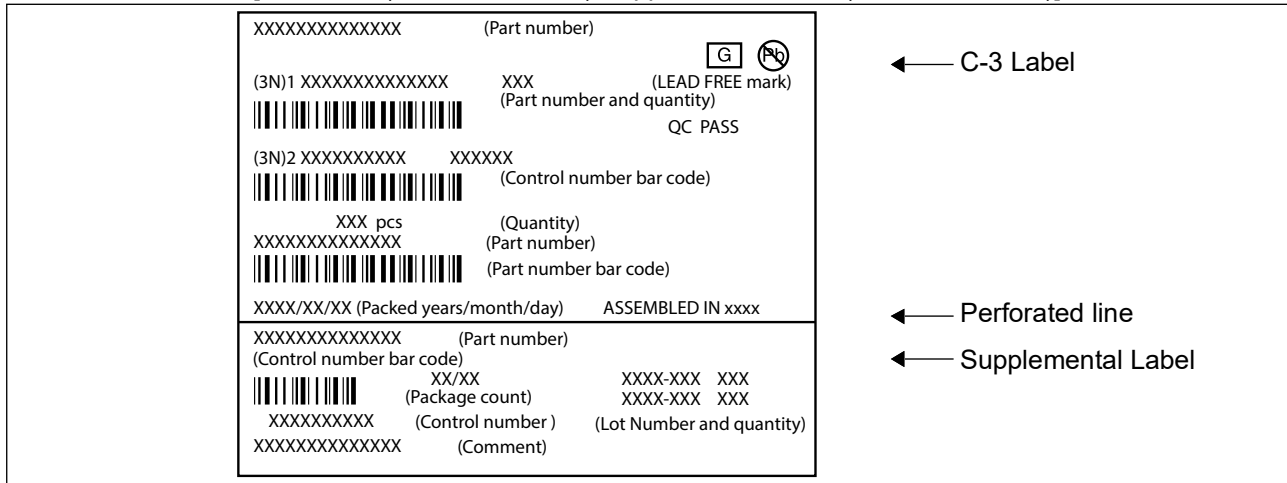 XXXXXXXXXXXXXX (Part number)
G Pb
C-3 Label
(3N)1 XXXXXXXXXXXXXX XXX (LEAD FREE mark)
(Part number and quantity)
QC PASS
(3N)2 XXXXXXXXXX XXXXXX
(Control number bar code)
XXX pcs (Quantity)
XXXXXXXXXXXXXX (Part number)
(Part number bar code)
XXXX/XX/XX (Packed years/month/day) ASSEMBLED IN xxxx
Perforated line
XXXXXXXXXXXXXX (Part number)
(Control number bar code)
Supplemental Label
XX/XX XXXX-XXX XXX
(Package count) XXXX-XXX XXX
XXXXXXXXXX (Control number ) (Lot Number and quantity)
XXXXXXXXXXXXXX (Comment)